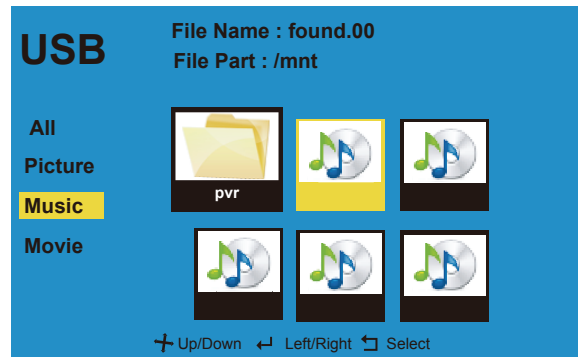 USB
File Name : found.00
File Part : /mnt
All
Picture
Music
Movie
pvr
Up/Down Left/Right Select